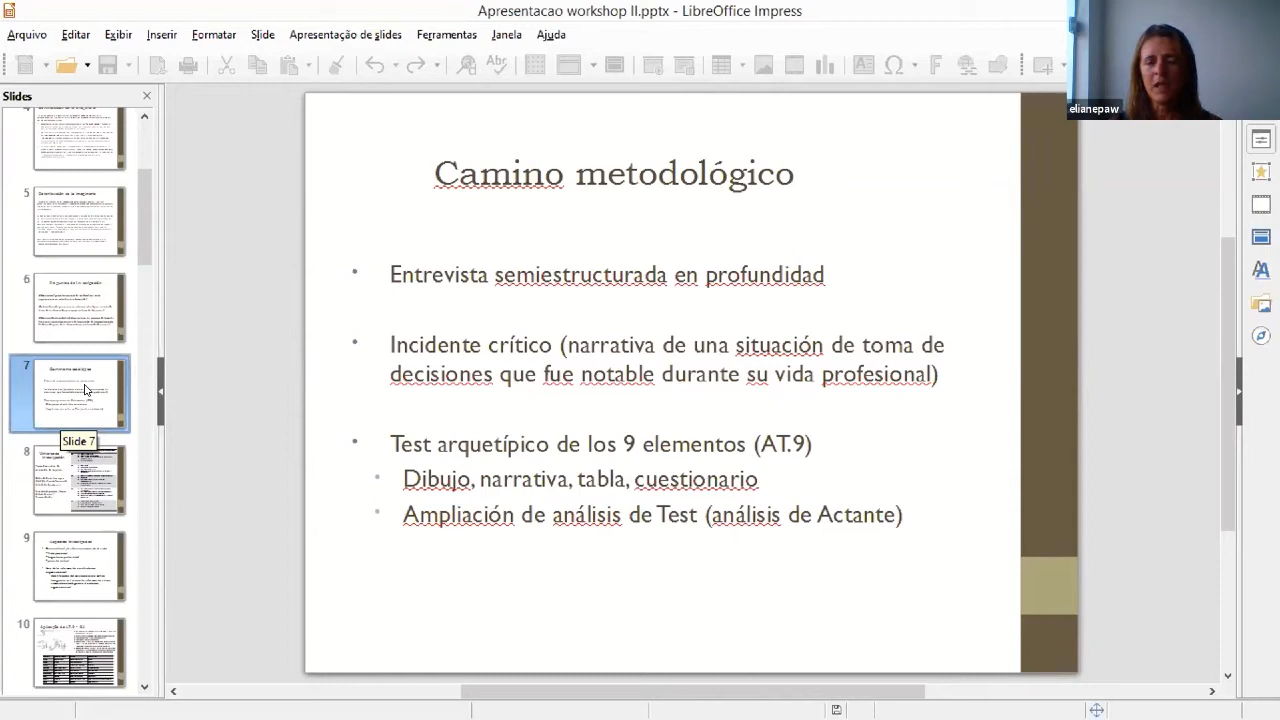 Apresentacao workshop II.pptx - LibreOffice Impress
Arquivo Editar Exibir Inserir Formatar Slide Apresentação de slides Ferramentas Janela Ajuda
elianepaw
Slides
4
5
6
7
Slide 7
8
9
10
Camino metodológico
• Entrevista semiestructurada en profundidad
• Incidente crítico (narrativa de una situación de toma de
decisiones que fue notable durante su vida profesional)
• Test arquetípico de los 9 elementos (AT.9)
• Dibujo, narrativa, tabla, cuestionario
• Ampliación de análisis de Test (análisis de Actante)